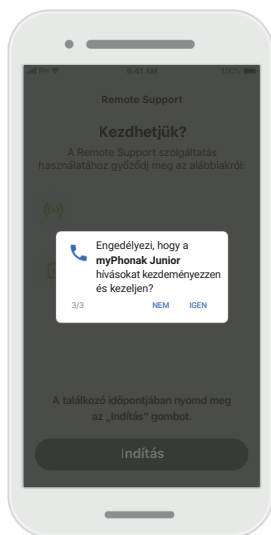 FH 9:41 AM 100%
Remote Support
Kezdhetjük?
A Remote Support szolgáltatás
használatához győződj meg az alábbiakról:
Engedélyezi, hogy a
myPhonak Junior
hívásokat kezdeményezzen
és kezeljen?
3/3 NEM IGEN
A találkozó időpontjában nyomd meg
az „Indítás” gombot.
Indítás